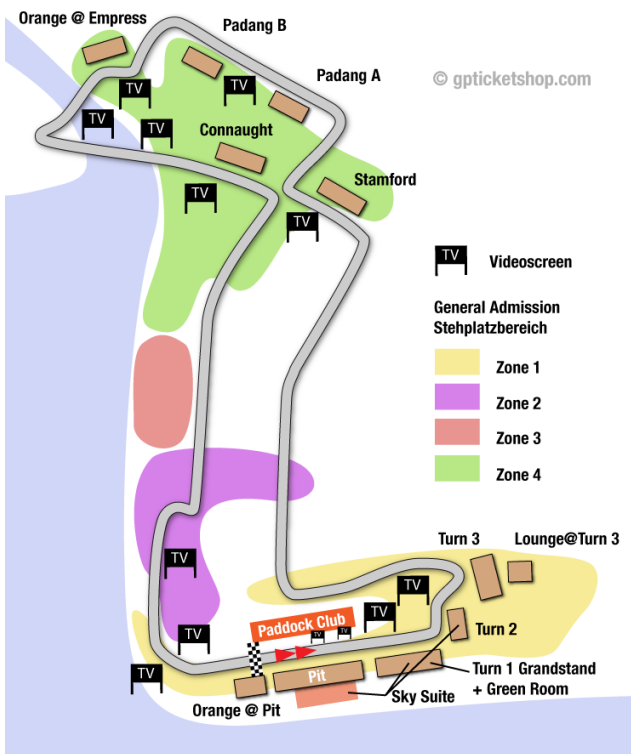 Orange @ Empress
Padang B
Padang A
© gpticketshop.com
TV
TV
TV
TV
Connaught
Stamford
TV
TV
TV
Videoscreen
General Admission
Stehplatzbereich
Zone 1
Zone 2
Zone 3
Zone 4
Turn 3
Lounge@Turn 3
TV
TV
TV
Paddock Club
TV
TV
TV
Turn 2
TV
Pit
Turn 1 Grandstand
+ Green Room
Sky Suite
Orange @ Pit